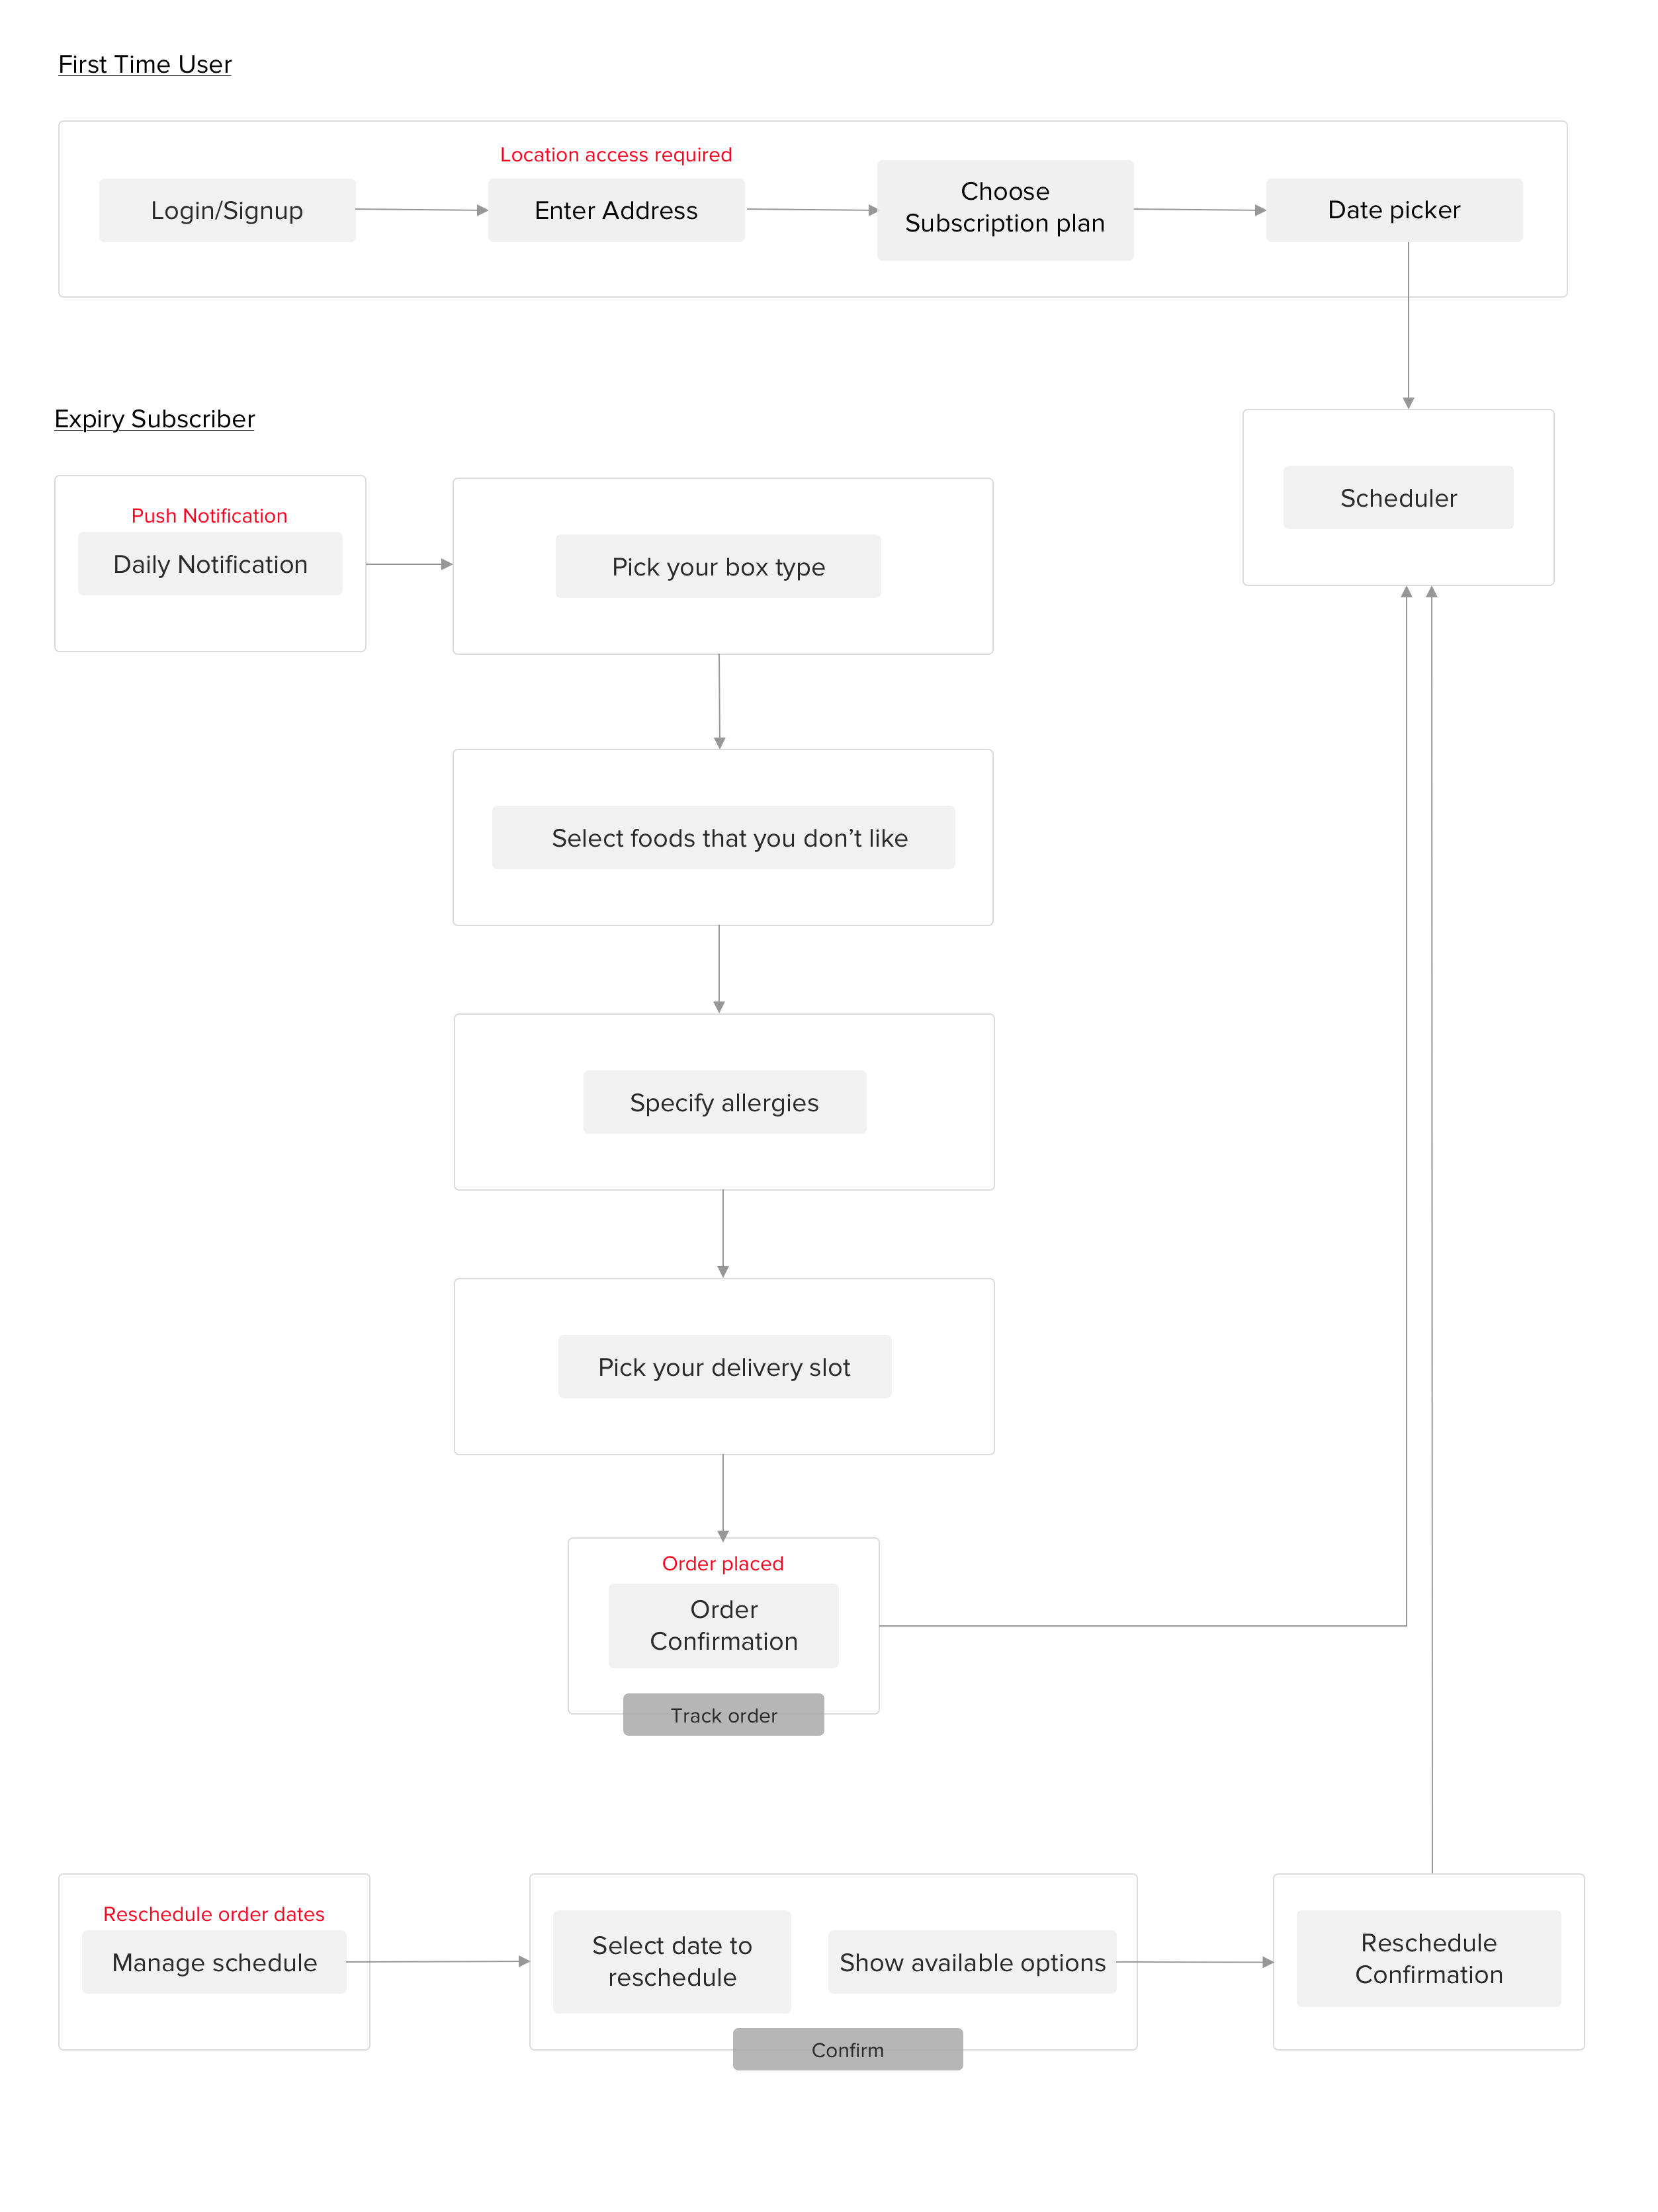 First Time User
Location access required
Login/Signup
Enter Address
Choose
Subscription plan
Date picker
Expiry Subscriber
Scheduler
Push Notification
Daily Notification
Pick your box type
Select foods that you don’t like
Specify allergies
Pick your delivery slot
Order placed
Order
Confirmation
Track order
Reschedule order dates
Manage schedule
Select date to
reschedule
Show available options
Confirm
Reschedule
Confirmation